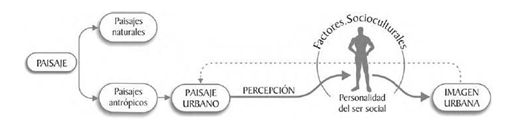 Paisajes
naturales
PAISAJE
Paisajes
antrópicos
PAISAJE
URBANO
PERCEPCIÓN
Factores Socioculturales
Personalidad
del ser social
IMAGEN
URBANA